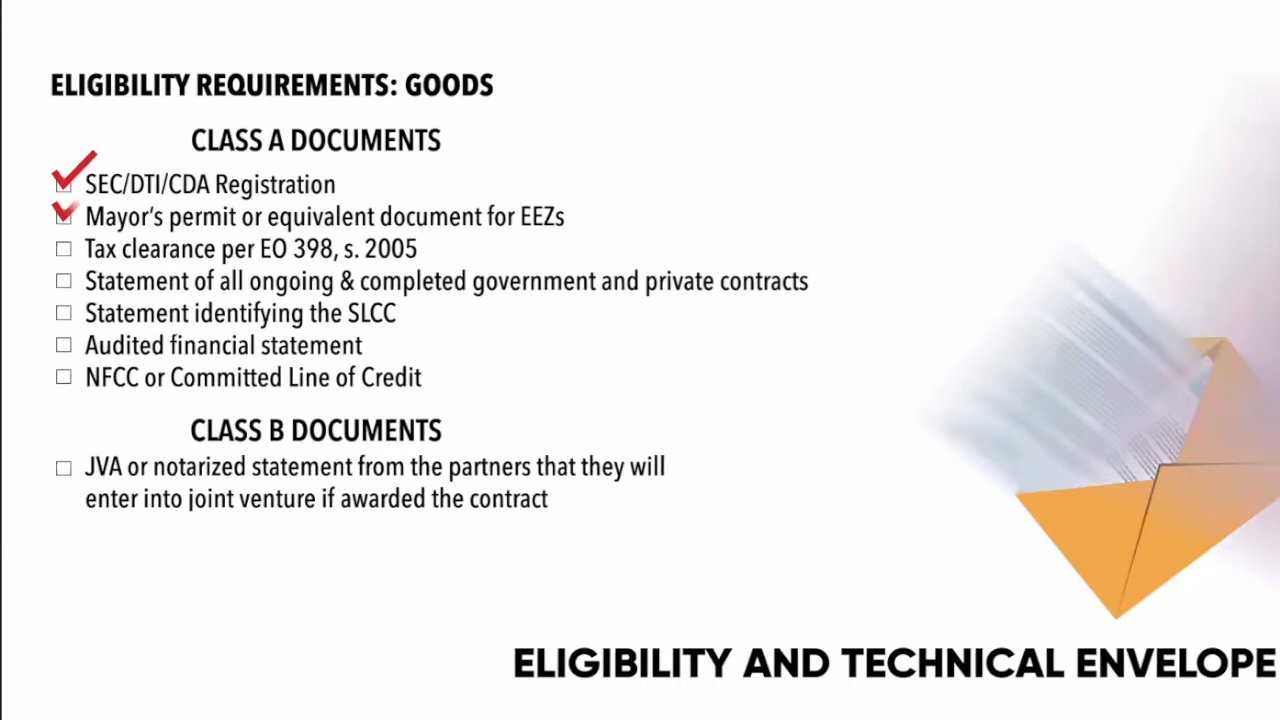 ELIGIBILITY REQUIREMENTS: GOODS
CLASS A DOCUMENTS
SEC/DTI/CDA Registration
Mayor's permit or equivalent document for EEZs
Tax clearance per EO 398, s. 2005
Statement of all ongoing & completed government and private contracts
Statement identifying the SLCC
Audited financial statement
NFCC or Committed Line of Credit
CLASS B DOCUMENTS
JVA or notarized statement from the partners that they will
enter into joint venture if awarded the contract
ELIGIBILITY AND TECHNICAL ENVELOPE